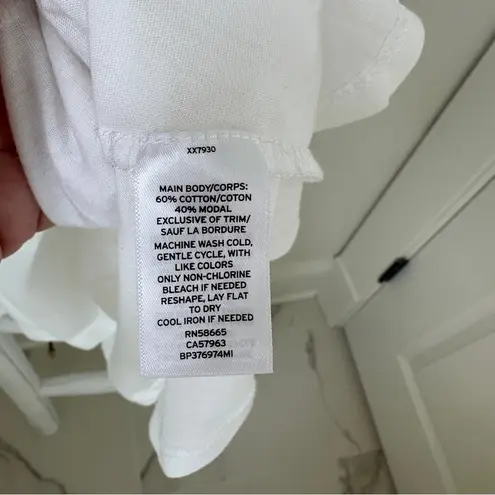 XX7930
MAIN BODY/CORPS:
60% COTTON/COTON
40% MODAL
EXCLUSIVE OF TRIM/
SAUF LA BORDURE
MACHINE WASH COLD,
GENTLE CYCLE, WITH
LIKE COLORS
ONLY NON-CHLORINE
BLEACH IF NEEDED
RESHAPE, LAY FLAT
TO DRY
COOL IRON IF NEEDED
RN58665
CA57963
BP376974MI